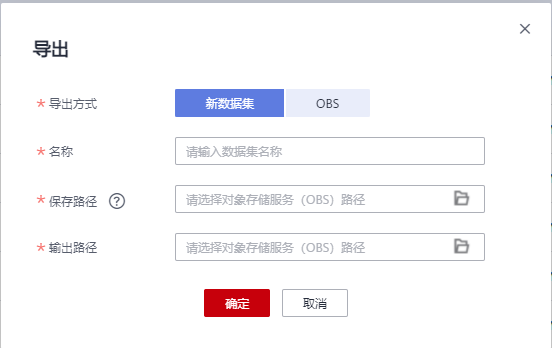 导出
* 导出方式 新数据集 OBS
* 名称 请输入数据集名称
* 保存路径 ? 请选择对象存储服务（OBS）路径
* 输出路径 请选择对象存储服务（OBS）路径
确定 取消